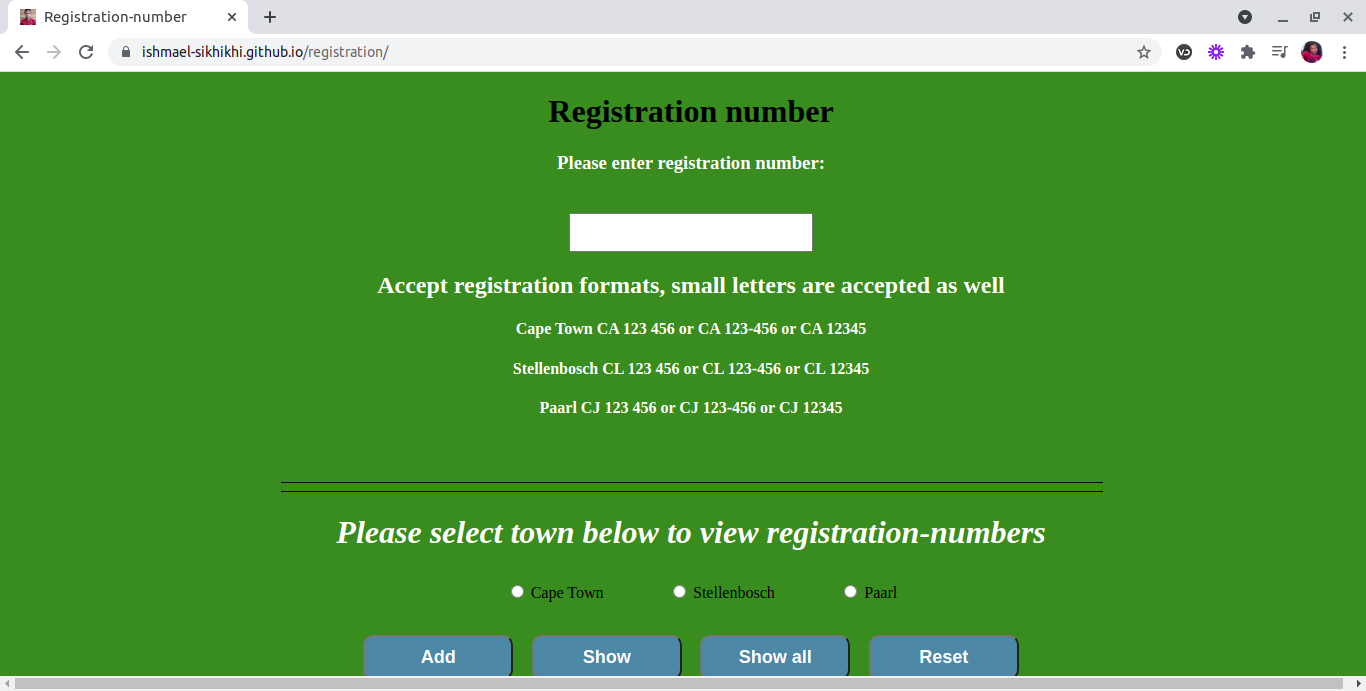 Registration-number
ishmael-sikhikhi.github.io/registration/
Registration number
Please enter registration number:
Accept registration formats, small letters are accepted as well
Cape Town CA 123 456 or CA 123-456 or CA 12345
Stellenbosch CL 123 456 or CL 123-456 or CL 12345
Paarl CJ 123 456 or CJ 123-456 or CJ 12345
Please select town below to view registration-numbers
Cape Town Stellenbosch Paarl
Add Show Show all Reset